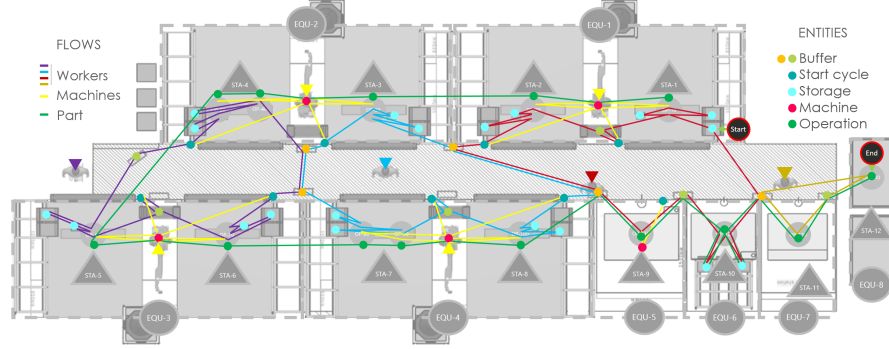 EQU-2
EQU-1
FLOWS
Workers
Machines
Part
ENTITIES
Buffer
Start cycle
Storage
Machine
Operation
STA-4
STA-3
STA-2
STA-1
Start
End
STA-5
STA-6
STA-7
STA-8
STA-9
STA-10
STA-11
STA-12
EQU-3
EQU-4
EQU-5
EQU-6
EQU-7
EQU-8